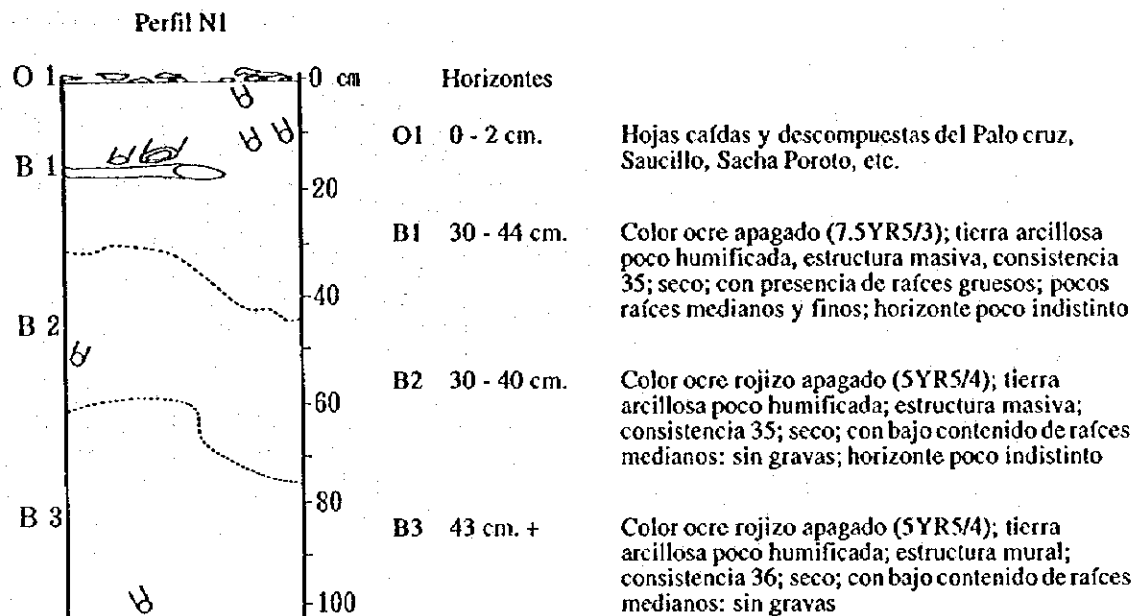 Perfil N1
O 1
0 cm
Horizontes
O1 0 - 2 cm. Hojas caídas y descompuestas del Palo cruz,
Saucillo, Sacha Poroto, etc.
B 1
20
B1 30 - 44 cm. Color ocre apagado (7.5YR5/3); tierra arcillosa
poco humificada, estructura masiva, consistencia
35; seco; con presencia de raíces gruesos; pocos
raíces medianos y finos; horizonte poco indistinto
40
B 2
B2 30 - 40 cm. Color ocre rojizo apagado (5YR5/4); tierra
arcillosa poco humificada; estructura masiva;
consistencia 35; seco; con bajo contenido de raíces
medianos: sin gravas; horizonte poco indistinto
60
80
B 3
B3 43 cm. + Color ocre rojizo apagado (5YR5/4); tierra
arcillosa poco humificada; estructura mural;
consistencia 36; seco; con bajo contenido de raíces
medianos: sin gravas
100